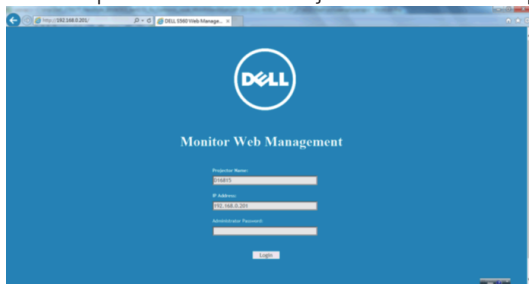 http://192.168.0.201/
DELL S560 Web Manage...
DELL
Monitor Web Management
Projector Name:
IP Address:
192.168.0.201
Administrator Password:
Login